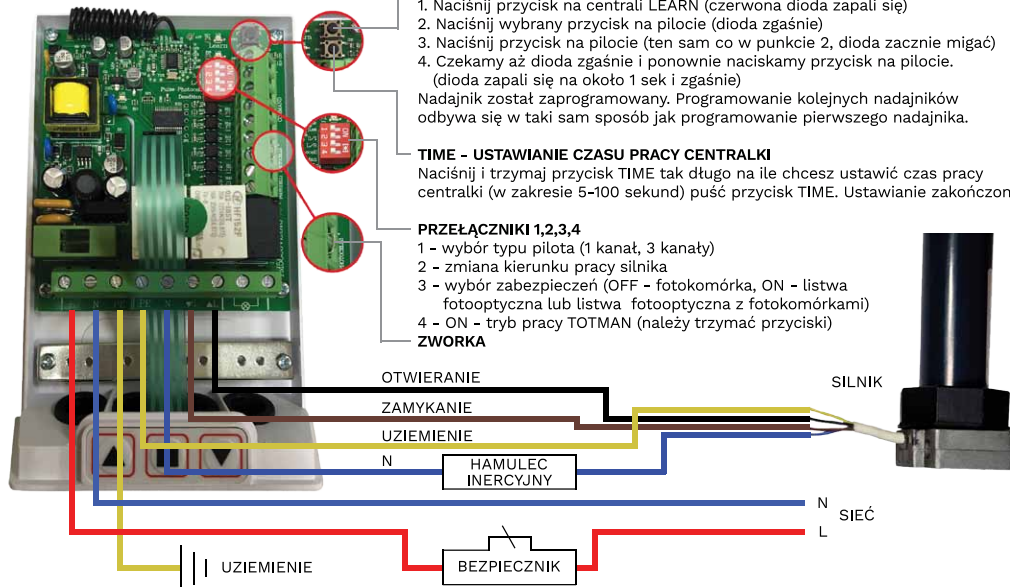 1. Naciśnij przycisk na centrali LEARN (czerwona dioda zapali się)
2. Naciśnij wybrany przycisk na pilocie (dioda zgaśnie)
3. Naciśnij przycisk na pilocie (ten sam co w punkcie 2, dioda zacznie migać)
4. Czekamy aż dioda zgaśnie i ponownie naciskamy przycisk na pilocie.
(dioda zapali się na około 1 sek i zgaśnie)
Nadajnik został zaprogramowany. Programowanie kolejnych nadajników
odbywa się w taki sam sposób jak programowanie pierwszego nadajnika.
TIME - USTAWIANIE CZASU PRACY CENTRALKI
Naciśnij i trzymaj przycisk TIME tak długo na ile chcesz ustawić czas pracy
centralki (w zakresie 5-100 sekund) puść przycisk TIME. Ustawianie zakończon
PRZEŁĄCZNIKI 1,2,3,4
1 - wybór typu pilota (1 kanał, 3 kanały)
2 - zmiana kierunku pracy silnika
3 - wybór zabezpieczeń (OFF - fotokomórka, ON - listwa
fotooptyczna lub listwa fotooptyczna z fotokomórkami)
4 - ON - tryb pracy TOTMAN (należy trzymać przyciski)
ZWORKA
Learn
OTWIERANIE
SILNIK
ZAMYKANIE
UZIEMIENIE
N
HAMULEC
INERCYJNY
N
SIEĆ
L
BEZPIECZNIK
UZIEMIENIE